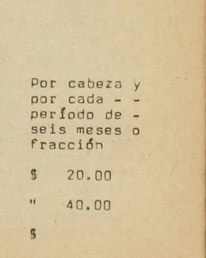 Por cabeza y
por cada - -
período de -
seis meses o
fracción
$ 20.00
" 40.00
$